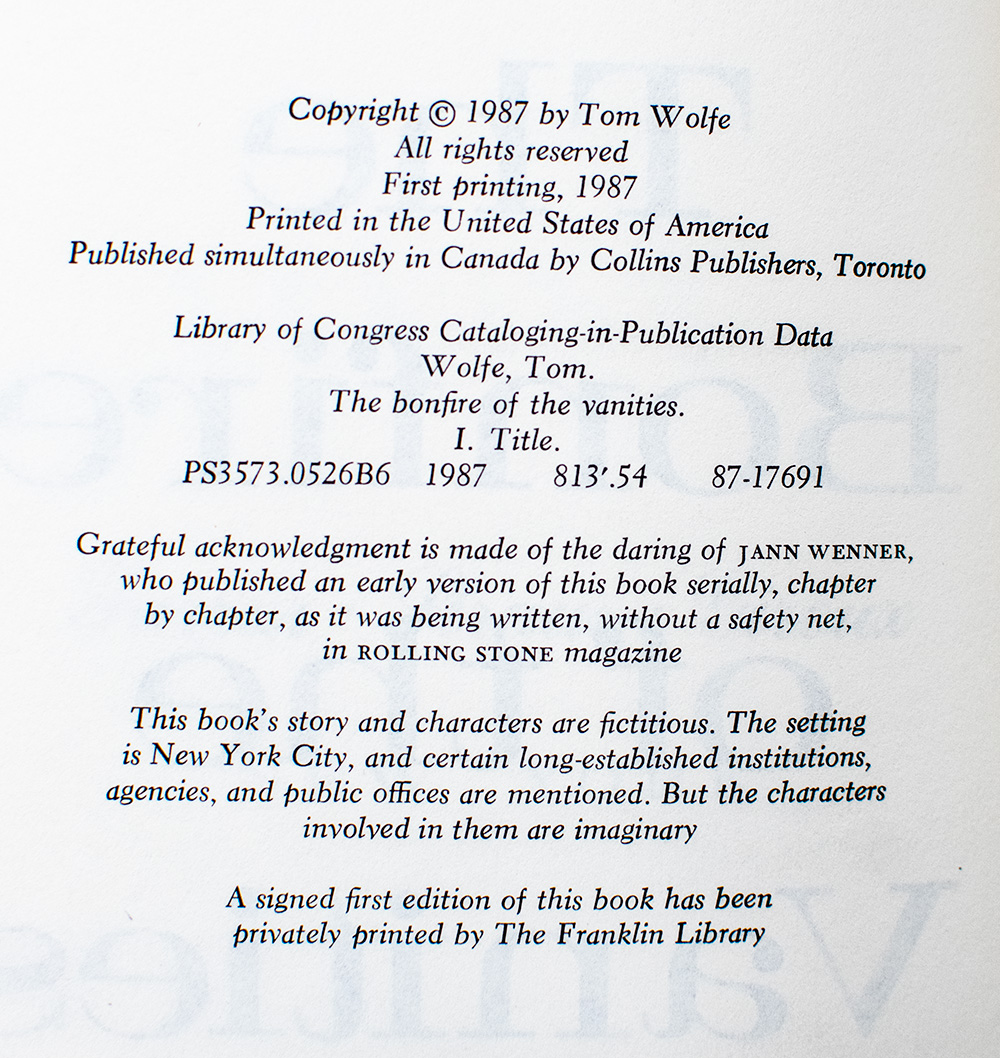 Copyright © 1987 by Tom Wolfe
All rights reserved
First printing, 1987
Printed in the United States of America
Published simultaneously in Canada by Collins Publishers, Toronto
Library of Congress Cataloging-in-Publication Data
Wolfe, Tom.
The bonfire of the vanities.
I. Title.
PS3573.0526B6 1987 813'.54 87-17691
Grateful acknowledgment is made of the daring of JANN WENNER,
who published an early version of this book serially, chapter
by chapter, as it was being written, without a safety net,
in ROLLING STONE magazine
This book's story and characters are fictitious. The setting
is New York City, and certain long-established institutions,
agencies, and public offices are mentioned. But the characters
involved in them are imaginary
A signed first edition of this book has been
privately printed by The Franklin Library